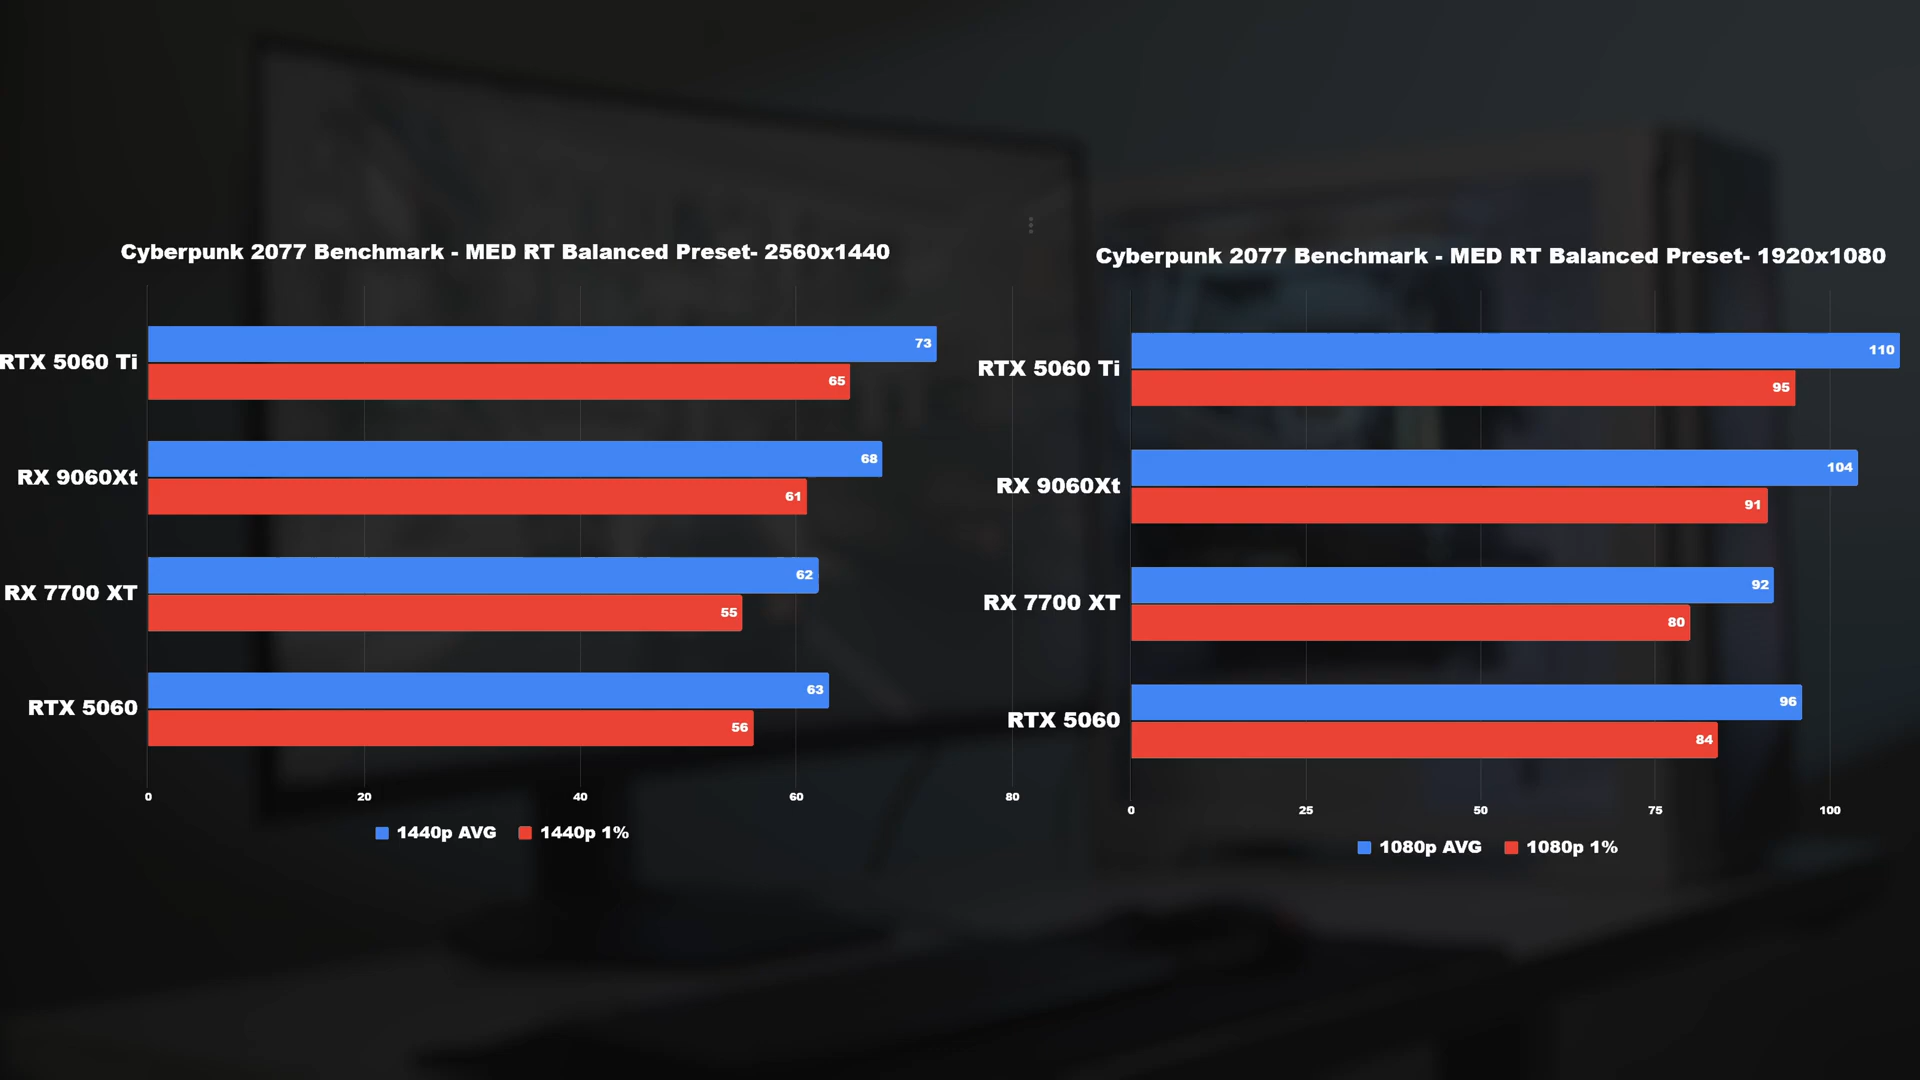 Cyberpunk 2077 Benchmark - MED RT Balanced Preset- 2560x1440
RTX 5060 Ti
73
65
RX 9060Xt
68
61
RX 7700 XT
62
55
RTX 5060
63
56
0 20 40 60 80
1440p AVG 1440p 1%
Cyberpunk 2077 Benchmark - MED RT Balanced Preset- 1920x1080
RTX 5060 Ti
110
95
RX 9060Xt
104
91
RX 7700 XT
92
80
RTX 5060
96
84
0 25 50 75 100
1080p AVG 1080p 1%